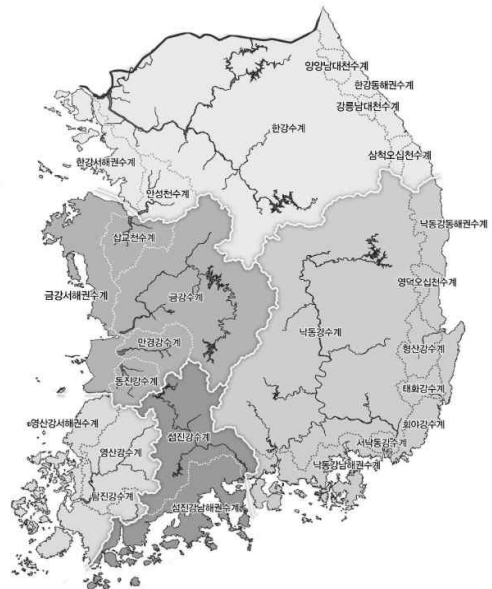 양양남대천수계
한강동해권수계
강릉남대천수계
한강수계
삼척오십천수계
한강서해권수계
안성천수계
삽교천수계
낙동강동해권수계
금강서해권수계
금강수계
영덕오십천수계
낙동강수계
만경강수계
형산강수계
동진강수계
태화강수계
영산강서해권수계
회야강수계
섬진강수계
서낙동강수계
영산강수계
낙동강남해권수계
탐진강수계
섬진강남해권수계